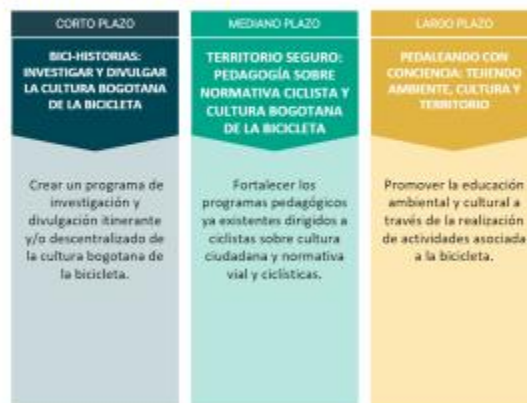 CORTO PLAZO
BICI-HISTORIAS:
INVESTIGAR Y DIVULGAR
LA CULTURA BOGOTANA
DE LA BICICLETA
Crear un programa de
investigación y
divulgación itinerante
y/o descentralizado de
la cultura bogotana de
la bicicleta.
MEDIANO PLAZO
TERRITORIO SEGURO:
PEDAGOGÍA SOBRE
NORMATIVA CICLISTA Y
CULTURA BOGOTANA
DE LA BICICLETA
Fortalecer los
programas pedagógicos
ya existentes dirigidos a
ciclistas sobre cultura
ciudadana y normativa
vial y ciclísticas.
LARGO PLAZO
PEDALEANDO CON
CONCIENCIA: TEJIENDO
AMBIENTE, CULTURA Y
TERRITORIO
Promover la educación
ambiental y cultural a
través de la realización
de actividades asociada
a la bicicleta.